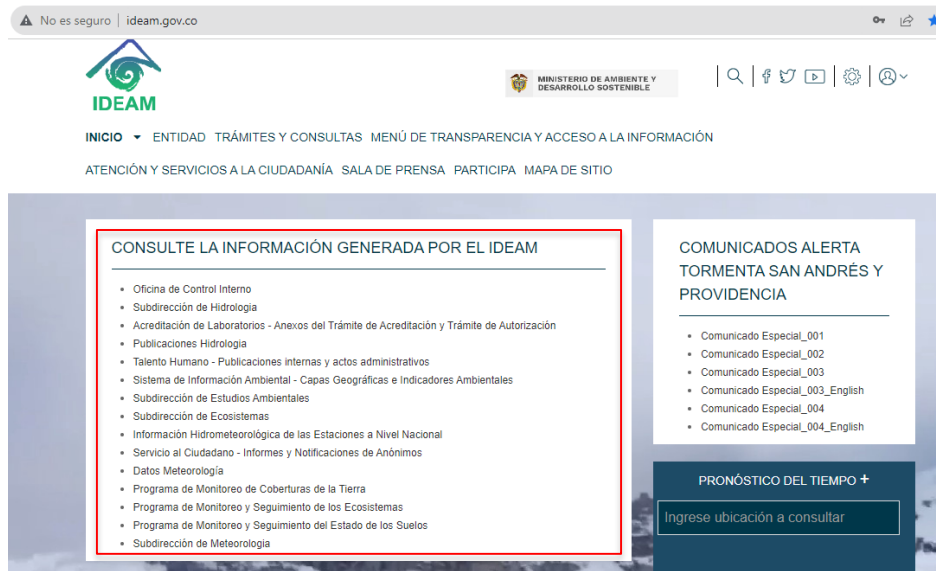 No es seguro | ideam.gov.co
IDEAM
MINISTERIO DE AMBIENTE Y
DESARROLLO SOSTENIBLE
INICIO ENTIDAD TRÁMITES Y CONSULTAS MENÚ DE TRANSPARENCIA Y ACCESO A LA INFORMACIÓN
ATENCIÓN Y SERVICIOS A LA CIUDADANÍA SALA DE PRENSA PARTICIPA MAPA DE SITIO
CONSULTE LA INFORMACIÓN GENERADA POR EL IDEAM
Oficina de Control Interno
Subdirección de Hidrologia
Acreditación de Laboratorios - Anexos del Trámite de Acreditación y Trámite de Autorización
Publicaciones Hidrologia
Talento Humano - Publicaciones internas y actos administrativos
Sistema de Información Ambiental - Capas Geográficas e Indicadores Ambientales
Subdirección de Estudios Ambientales
Subdirección de Ecosistemas
Información Hidrometeorológica de las Estaciones a Nivel Nacional
Servicio al Ciudadano - Informes y Notificaciones de Anónimos
Datos Meteorología
Programa de Monitoreo de Coberturas de la Tierra
Programa de Monitoreo y Seguimiento de los Ecosistemas
Programa de Monitoreo y Seguimiento del Estado de los Suelos
Subdirección de Meteorologia
COMUNICADOS ALERTA
TORMENTA SAN ANDRÉS Y
PROVIDENCIA
Comunicado Especial_001
Comunicado Especial_002
Comunicado Especial_003
Comunicado Especial_003_English
Comunicado Especial_004
Comunicado Especial_004_English
PRONÓSTICO DEL TIEMPO +
Ingrese ubicación a consultar